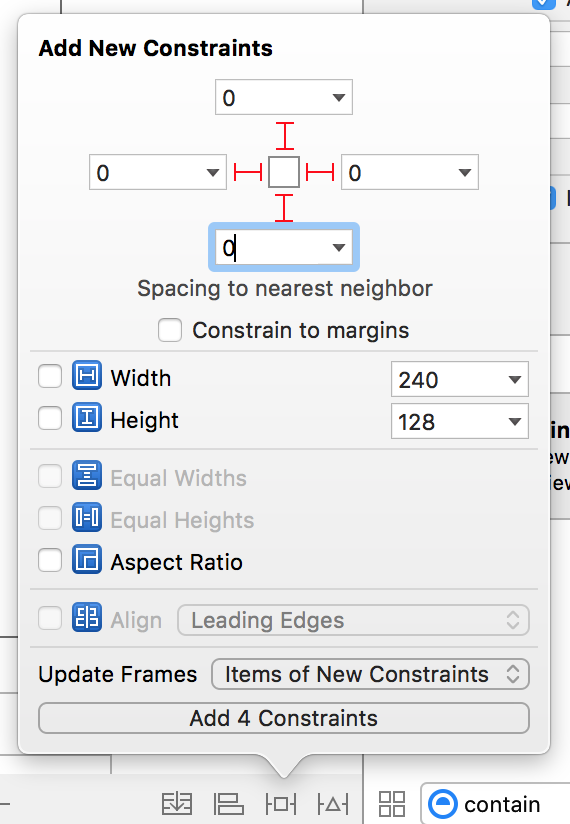 Add New Constraints
0
0
0
0
Spacing to nearest neighbor
Constrain to margins
Width
240
Height
128
Equal Widths
Equal Heights
Aspect Ratio
Align
Leading Edges
Update Frames
Items of New Constraints
Add 4 Constraints
contain